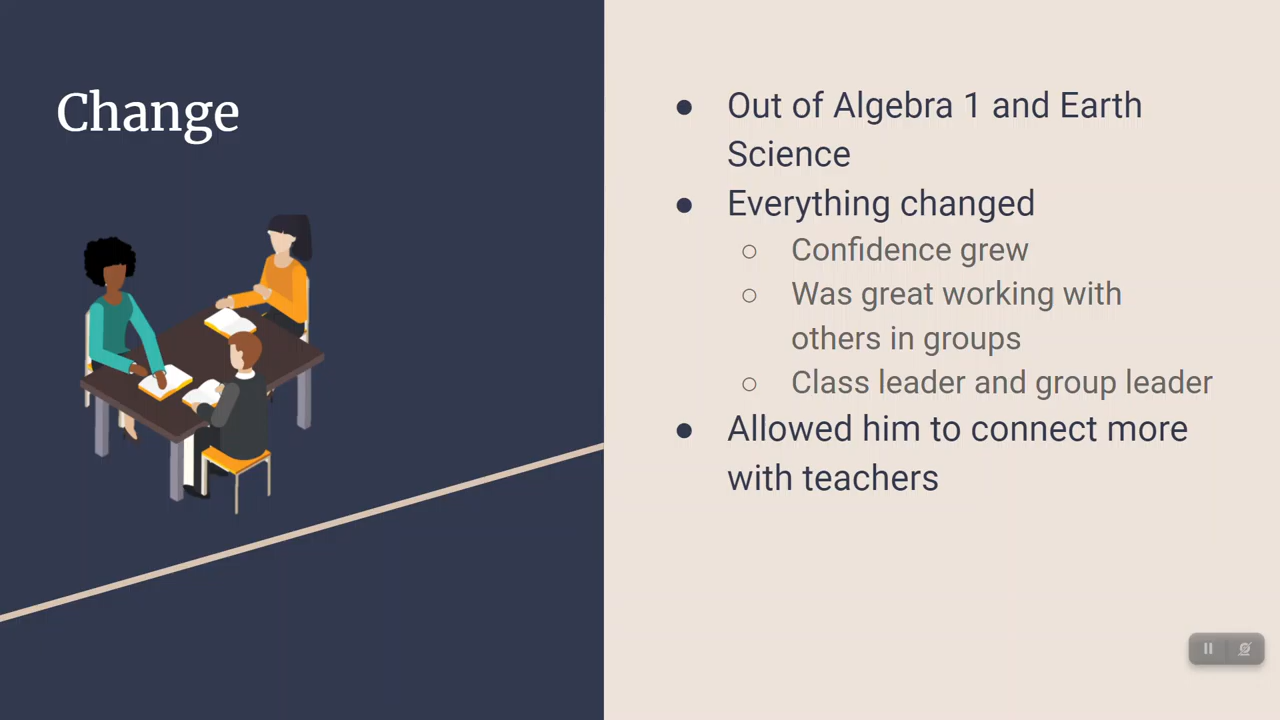 Change
● Out of Algebra 1 and Earth
Science
● Everything changed
○ Confidence grew
○ Was great working with
others in groups
○ Class leader and group leader
● Allowed him to connect more
with teachers